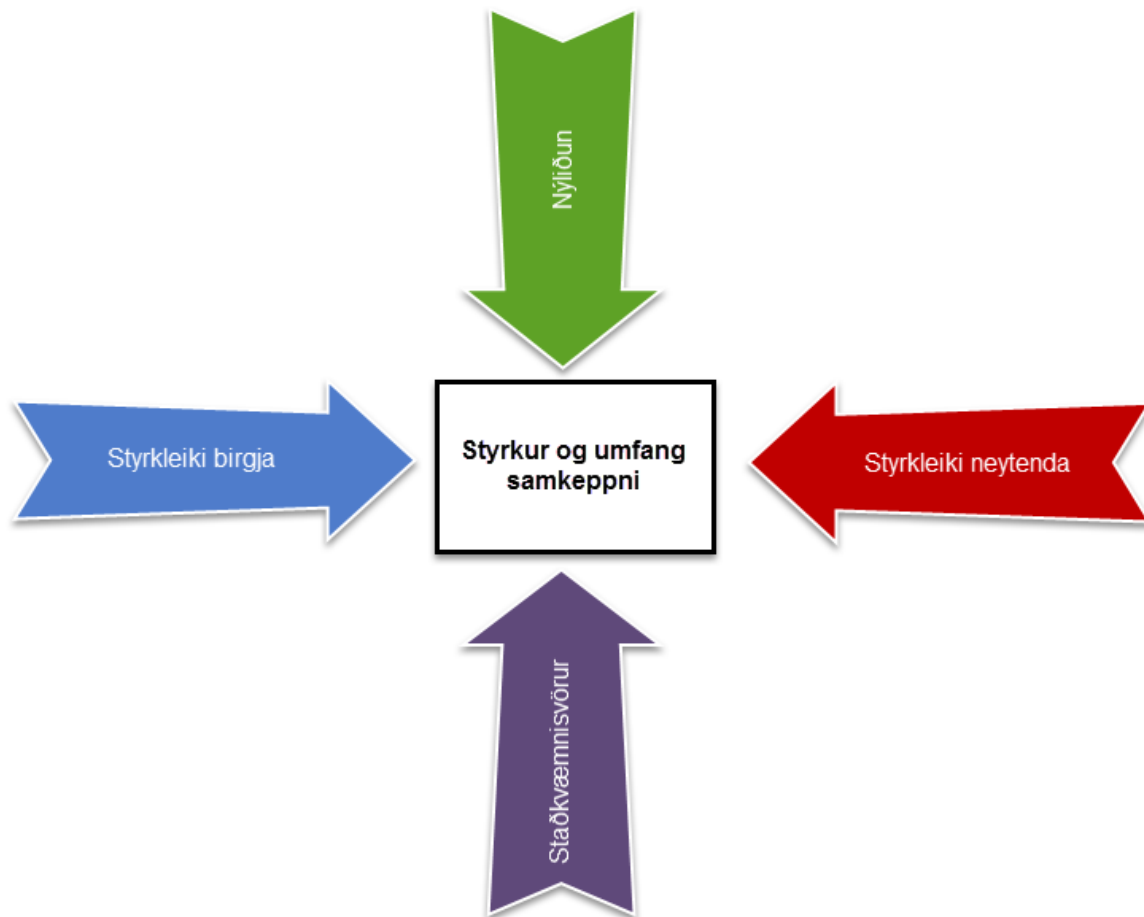 Nýliðun
Styrkleiki birgja
Styrkur og umfang
samkeppni
Styrkleiki neytenda
Staðkvæmnisvörur